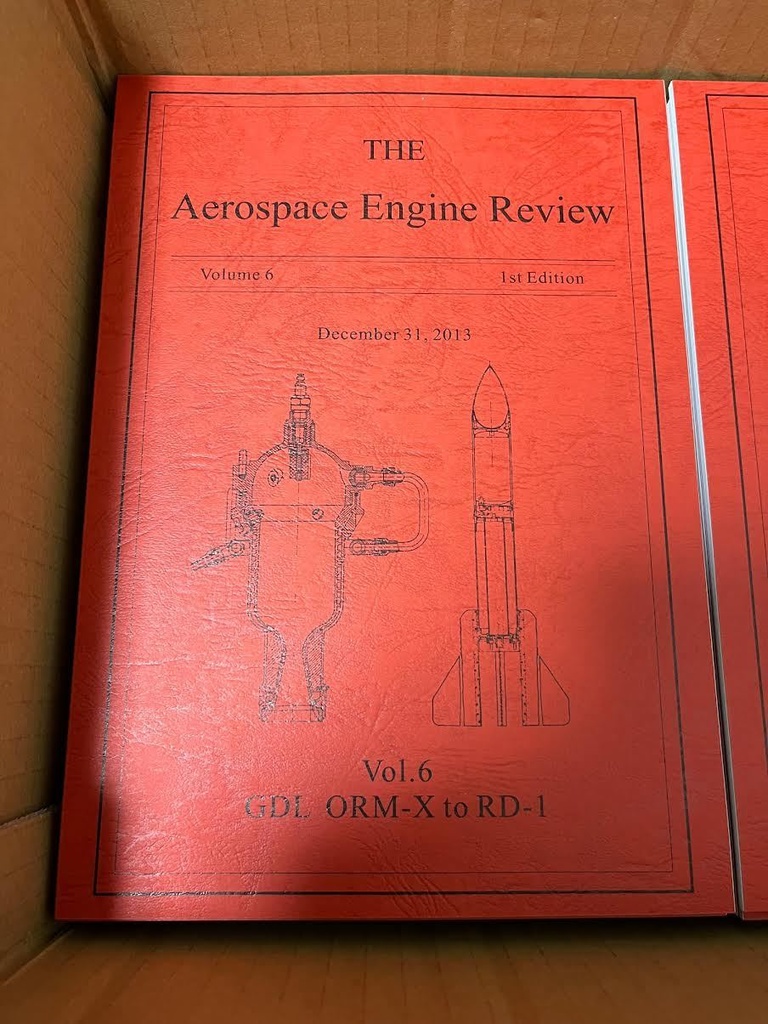 THE
Aerospace Engine Review
Volume 6 1st Edition
December 31, 2013
Vol.6
GDL ORM-X to RD-1